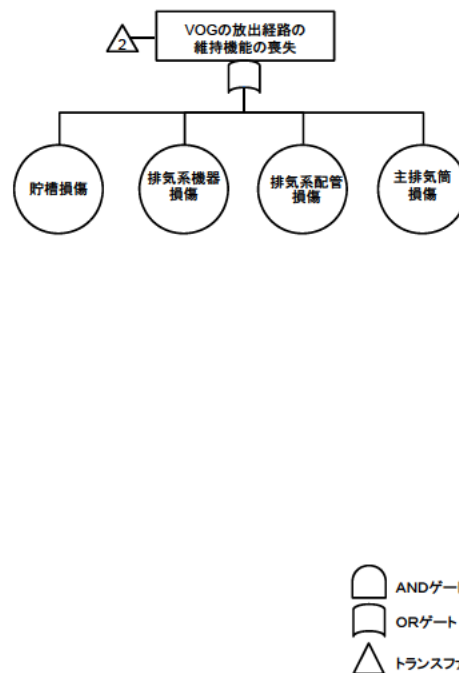 VOGの放出経路の
維持機能の喪失
2
貯槽損傷
排気系機器
損傷
排気系配管
損傷
主排気筒
損傷
ANDゲー
ORゲート
トランスファ